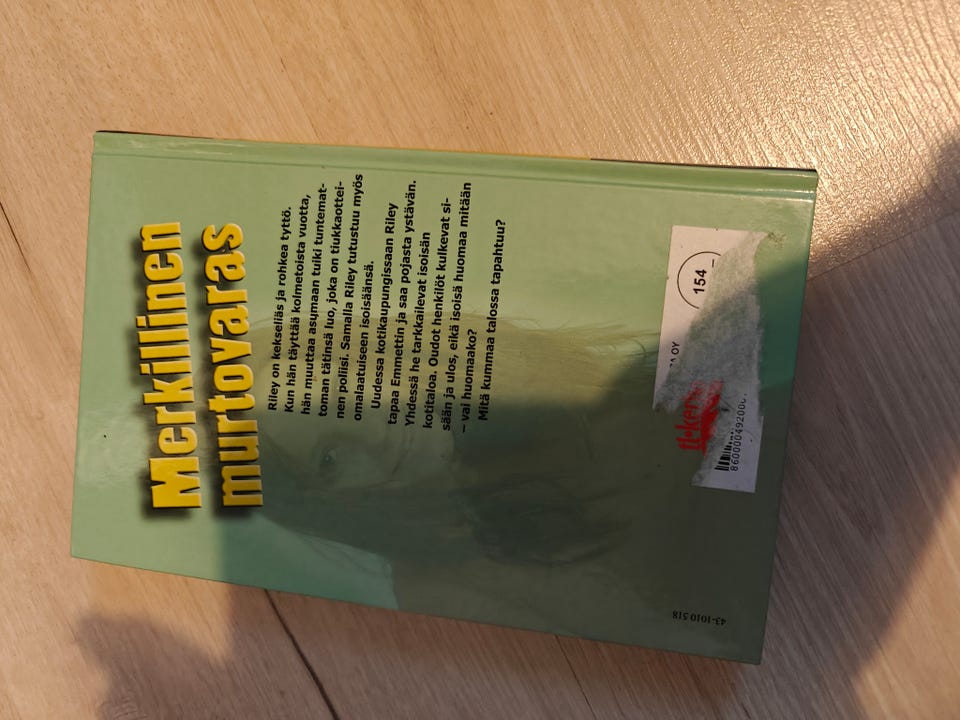 Merkillinen
murtovaras
Riley on kekseliäs ja rohkea tyttö.
Kun hän täyttää kolmetoista vuotta,
hän muuttaa asumaan tuiki tuntemat-
toman tätinsä luo, joka on tiukkaottei-
nen poliisi. Samalla Riley tutustuu myös
omalaatuiseen isoisäänsä.
Uudessa kotikaupungissaan Riley
tapaa Emmettin ja saa pojasta ystävän.
Yhdessä he tarkkailevat isoisän
kotitaloa. Oudot henkilöt kulkevat si-
sään ja ulos, eikä isoisä huomaa mitään
– vai huomaako?
Mitä kummaa talossa tapahtuu?
154
OY
43-1010 518